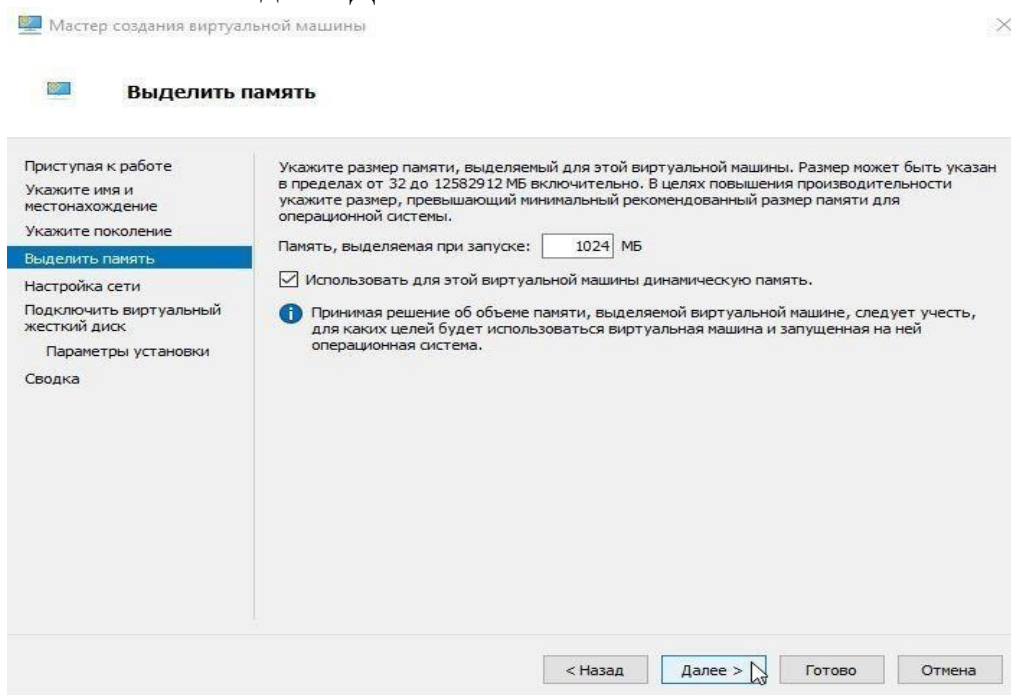 Мастер создания виртуальной машины
Выделить память
Приступая к работе
Укажите имя и
местонахождение
Укажите поколение
Выделить память
Настройка сети
Подключить виртуальный
жесткий диск
Параметры установки
Сводка
Укажите размер памяти, выделяемый для этой виртуальной машины. Размер может быть указан
в пределах от 32 до 12582912 МБ включительно. В целях повышения производительности
укажите размер, превышающий минимальный рекомендованный размер памяти для
операционной системы.
Память, выделяемая при запуске: 1024 МБ
Использовать для этой виртуальной машины динамическую память.
Принимая решение об объеме памяти, выделяемой виртуальной машине, следует учесть,
для каких целей будет использоваться виртуальная машина и запущенная на ней
операционная система.
< Назад Далее > Готово Отмена